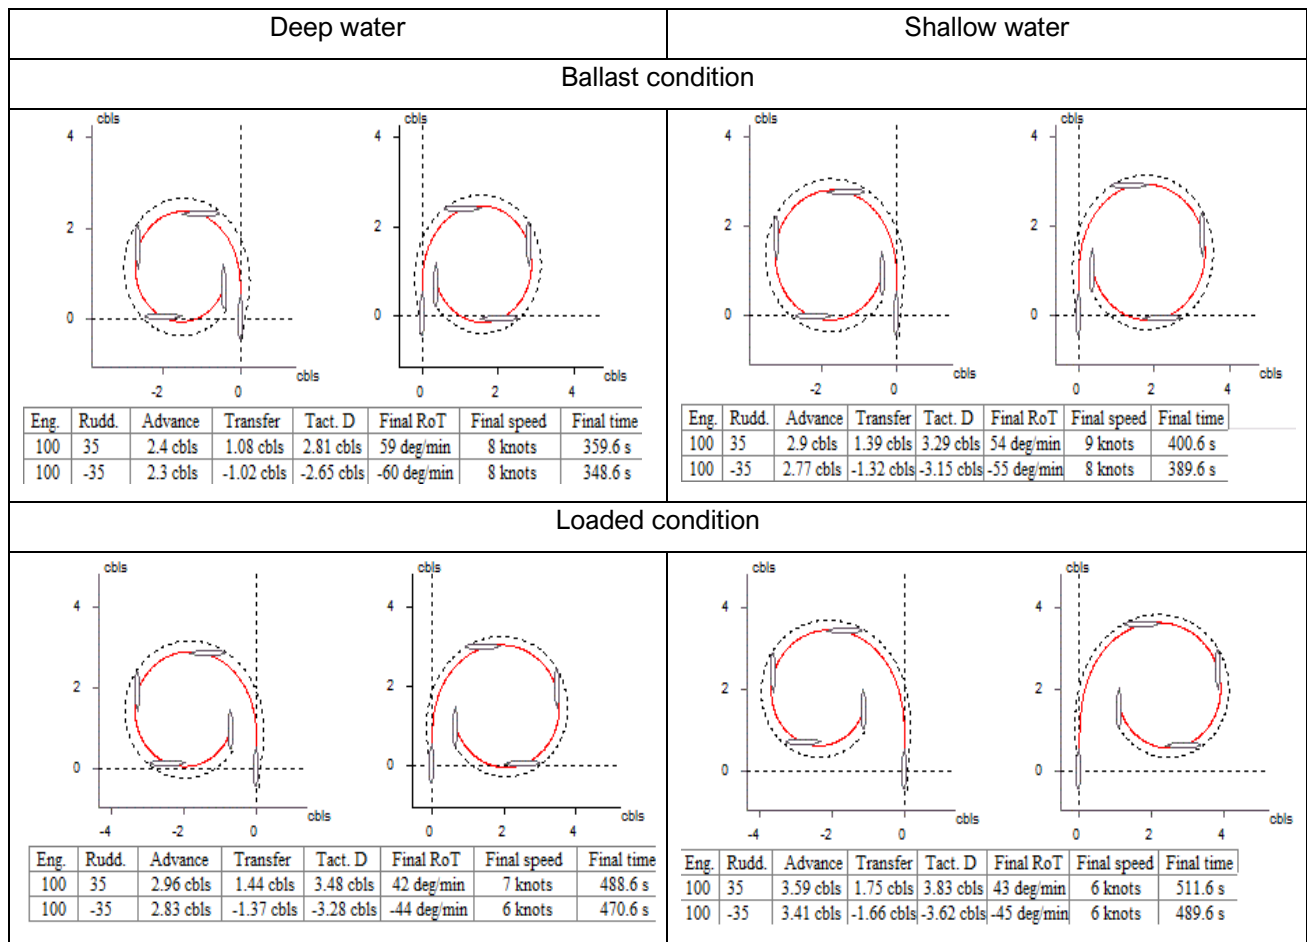 Deep water
Shallow water
Ballast condition
cbls
4
2
0
-2
0
cbls
cbls
4
2
0
0
2
4
cbls
Eng. Rudd. Advance Transfer Tact. D Final RoT Final speed Final time
100 35 2.4 cbls 1.08 cbls 2.81 cbls 59 deg/min 8 knots 359.6 s
100 -35 2.3 cbls -1.02 cbls -2.65 cbls -60 deg/min 8 knots 348.6 s
cbls
4
2
0
-2
0
cbls
cbls
4
2
0
0
2
4
cbls
Eng. Rudd. Advance Transfer Tact. D Final RoT Final speed Final time
100 35 2.9 cbls 1.39 cbls 3.29 cbls 54 deg/min 9 knots 400.6 s
100 -35 2.77 cbls -1.32 cbls -3.15 cbls -55 deg/min 8 knots 389.6 s
Loaded condition
cbls
4
2
0
-4
-2
0
cbls
cbls
4
2
0
0
2
4
cbls
Eng. Rudd. Advance Transfer Tact. D Final RoT Final speed Final time
100 35 2.96 cbls 1.44 cbls 3.48 cbls 42 deg/min 7 knots 488.6 s
100 -35 2.83 cbls -1.37 cbls -3.28 cbls -44 deg/min 6 knots 470.6 s
cbls
4
2
0
-4
-2
0
cbls
cbls
4
2
0
0
2
4
cbls
Eng. Rudd. Advance Transfer Tact. D Final RoT Final speed Final time
100 35 3.59 cbls 1.75 cbls 3.83 cbls 43 deg/min 6 knots 511.6 s
100 -35 3.41 cbls -1.66 cbls -3.62 cbls -45 deg/min 6 knots 489.6 s